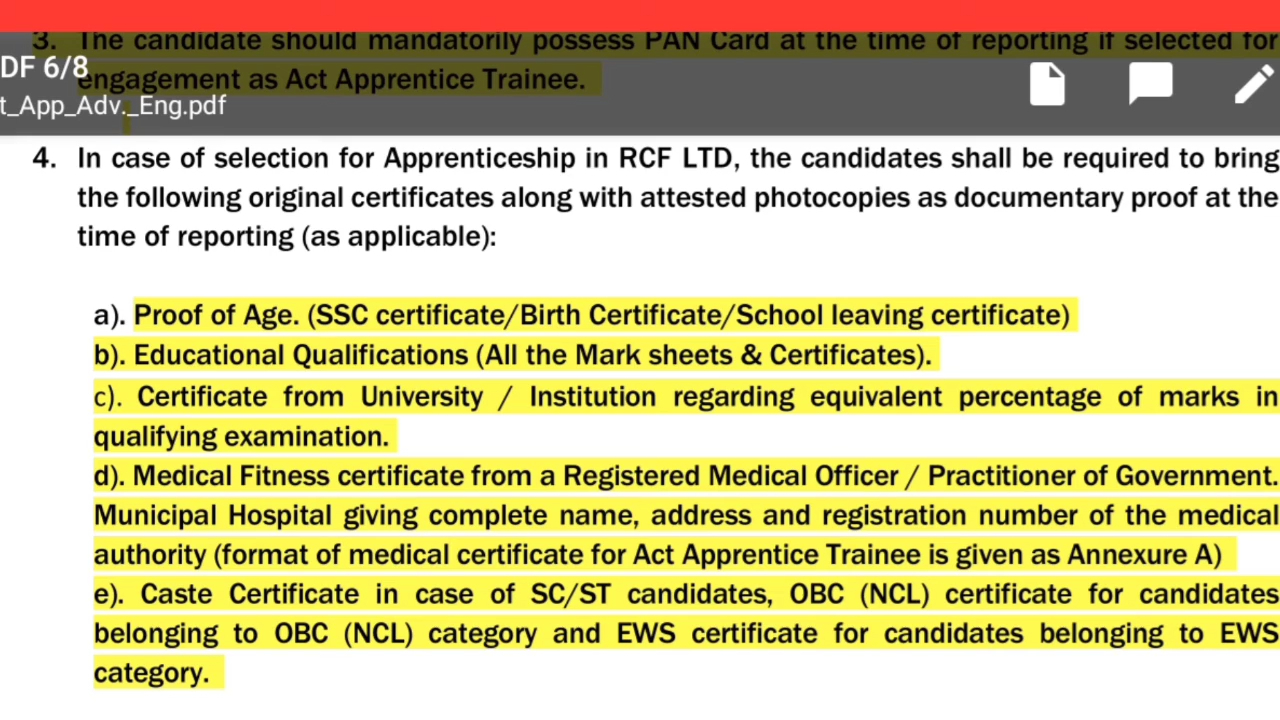 3. The candidate should mandatorily possess PAN Card at the time of reporting if selected for
DF 6/8
engagement as Act Apprentice Trainee.
t_App_Adv._Eng.pdf
4. In case of selection for Apprenticeship in RCF LTD, the candidates shall be required to bring
the following original certificates along with attested photocopies as documentary proof at the
time of reporting (as applicable):
a). Proof of Age. (SSC certificate/Birth Certificate/School leaving certificate)
b). Educational Qualifications (All the Mark sheets & Certificates).
c). Certificate from University / Institution regarding equivalent percentage of marks in
qualifying examination.
d). Medical Fitness certificate from a Registered Medical Officer / Practitioner of Government.
Municipal Hospital giving complete name, address and registration number of the medical
authority (format of medical certificate for Act Apprentice Trainee is given as Annexure A)
e). Caste Certificate in case of SC/ST candidates, OBC (NCL) certificate for candidates
belonging to OBC (NCL) category and EWS certificate for candidates belonging to EWS
category.